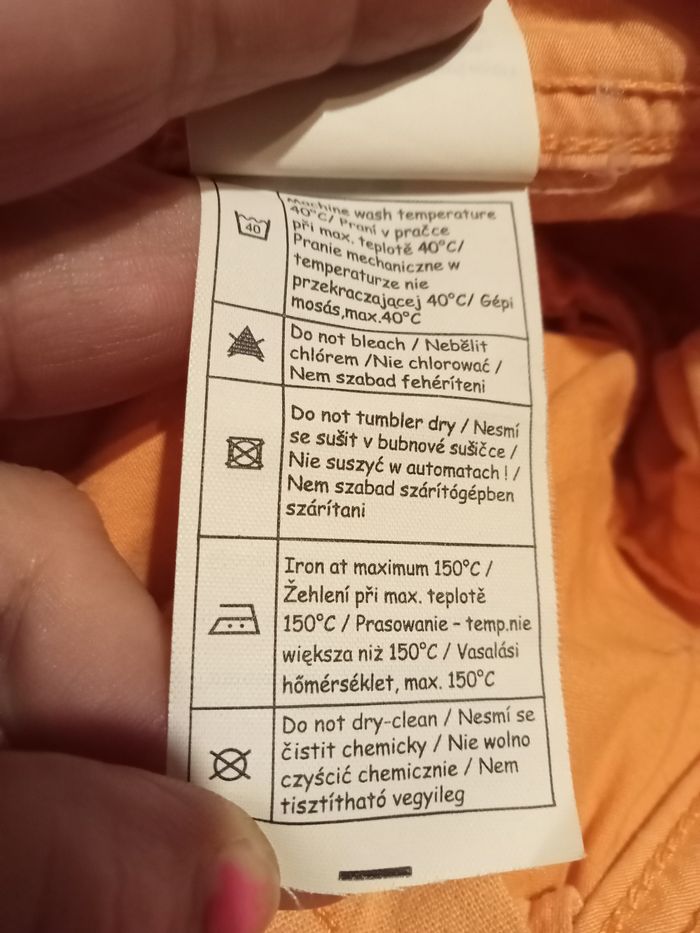 40
Machine wash temperature
40°C/ Praní v pračce
při max. teplotě 40°C/
Pranie mechaniczne w
temperaturze nie
przekraczającej 40°C/ Gépi
mosás,max.40°C
Do not bleach / Nebělit
chlórem /Nie chlorować /
Nem szabad fehéríteni
Do not tumbler dry / Nesmí
se sušit v bubnové sušičce /
Nie suszyć w automatach ! /
Nem szabad szárítógépben
szárítani
Iron at maximum 150°C /
Žehlení při max. teplotě
150°C / Prasowanie - temp.nie
większa niż 150°C / Vasalási
hőmérséklet, max. 150°C
Do not dry-clean / Nesmí se
čistit chemicky / Nie wolno
czyścić chemicznie / Nem
tisztítható vegyileg